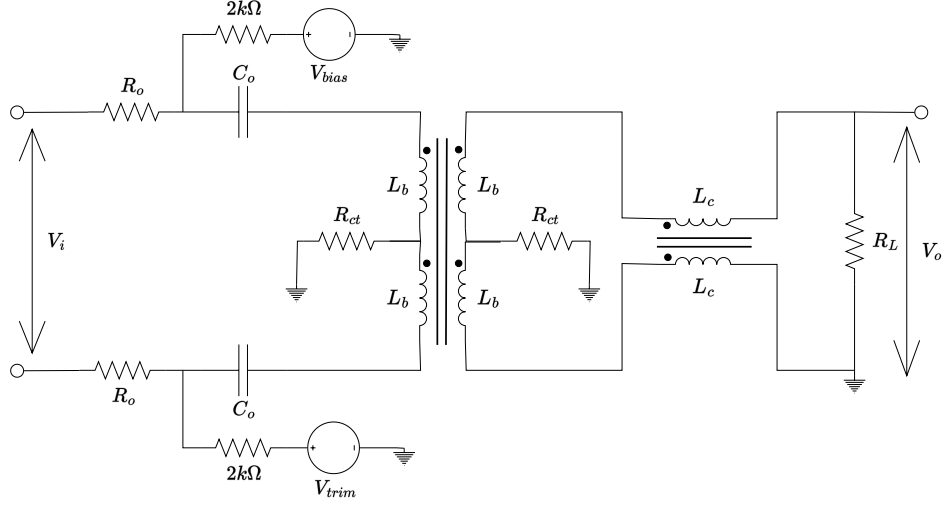 2kΩ
+ -
V_bias
R_o
C_o
L_b
L_b
L_c
R_ct
R_ct
V_i
R_L
V_o
L_c
L_b
L_b
R_o
C_o
2kΩ
+ -
V_trim